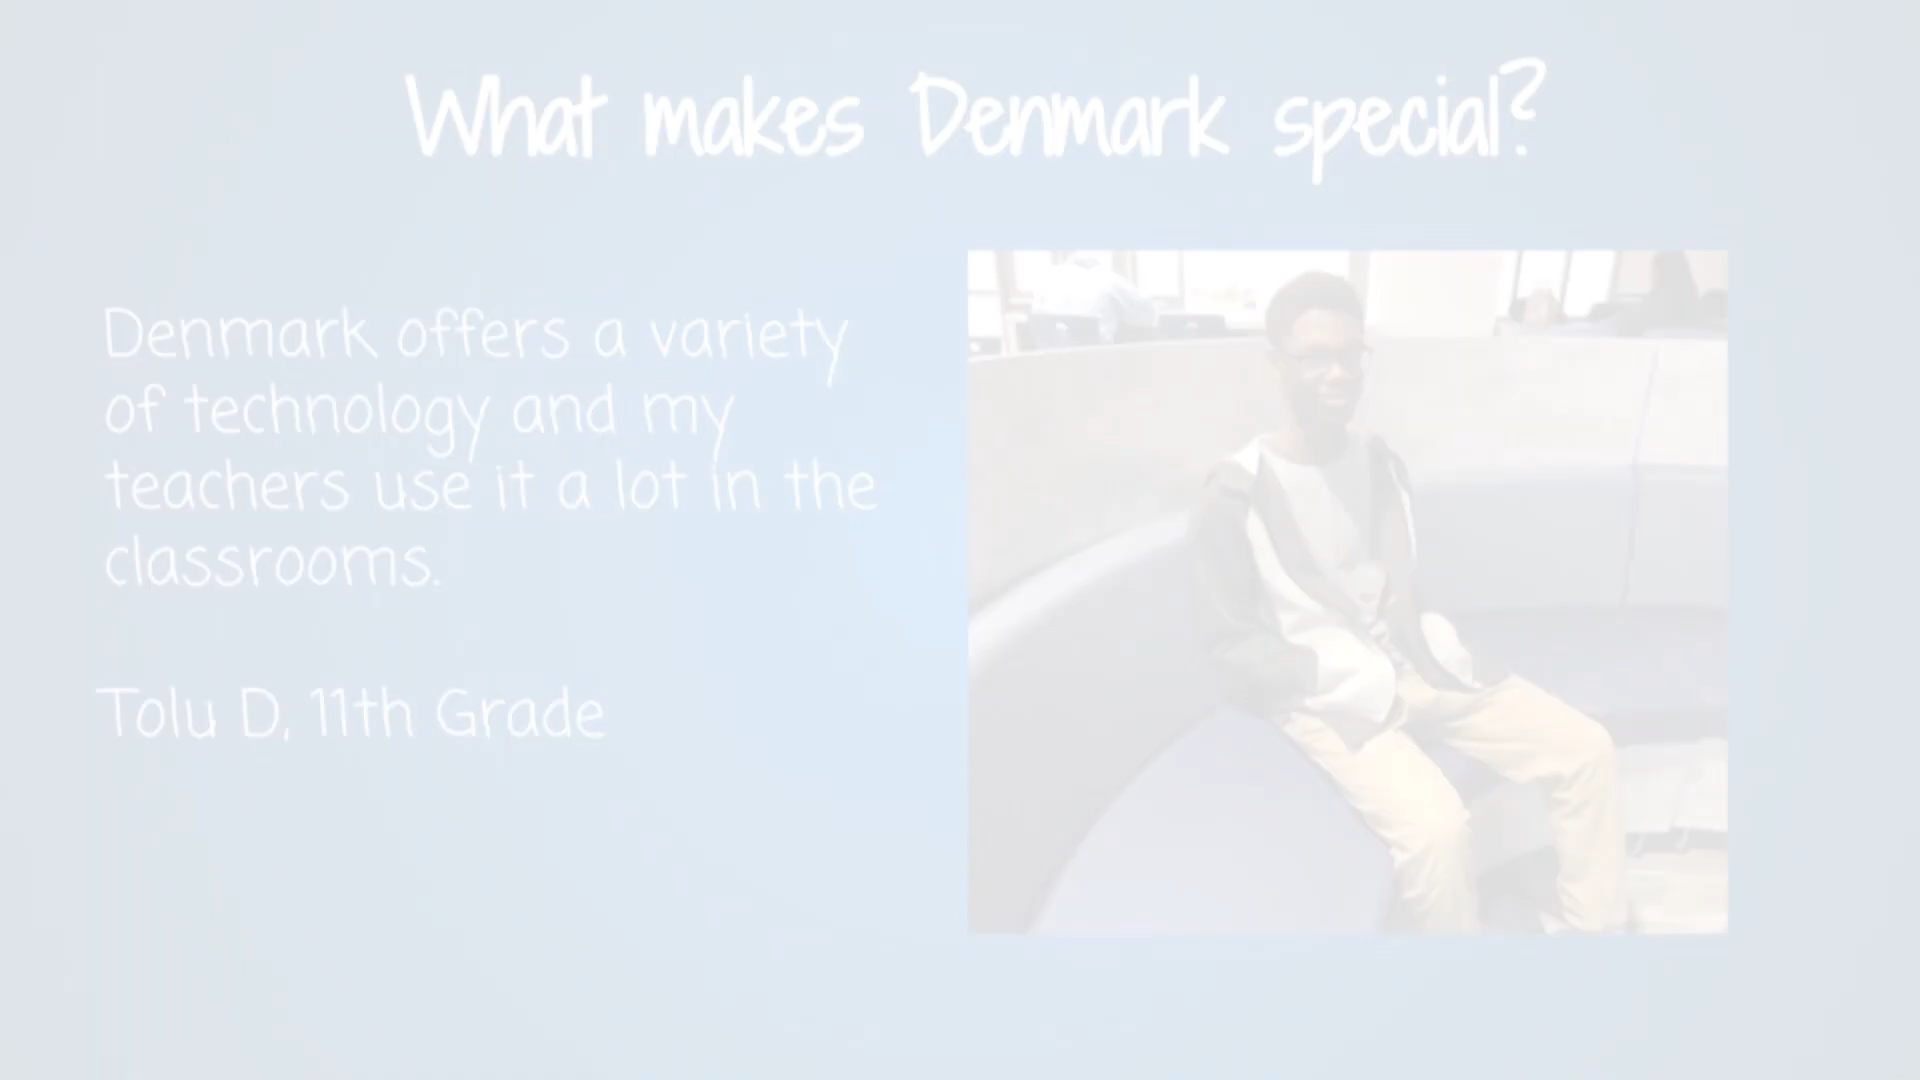 What makes Denmark special?
Denmark offers a variety
of technology and my
teachers use it a lot in the
classrooms.
Tolu D, 11th Grade